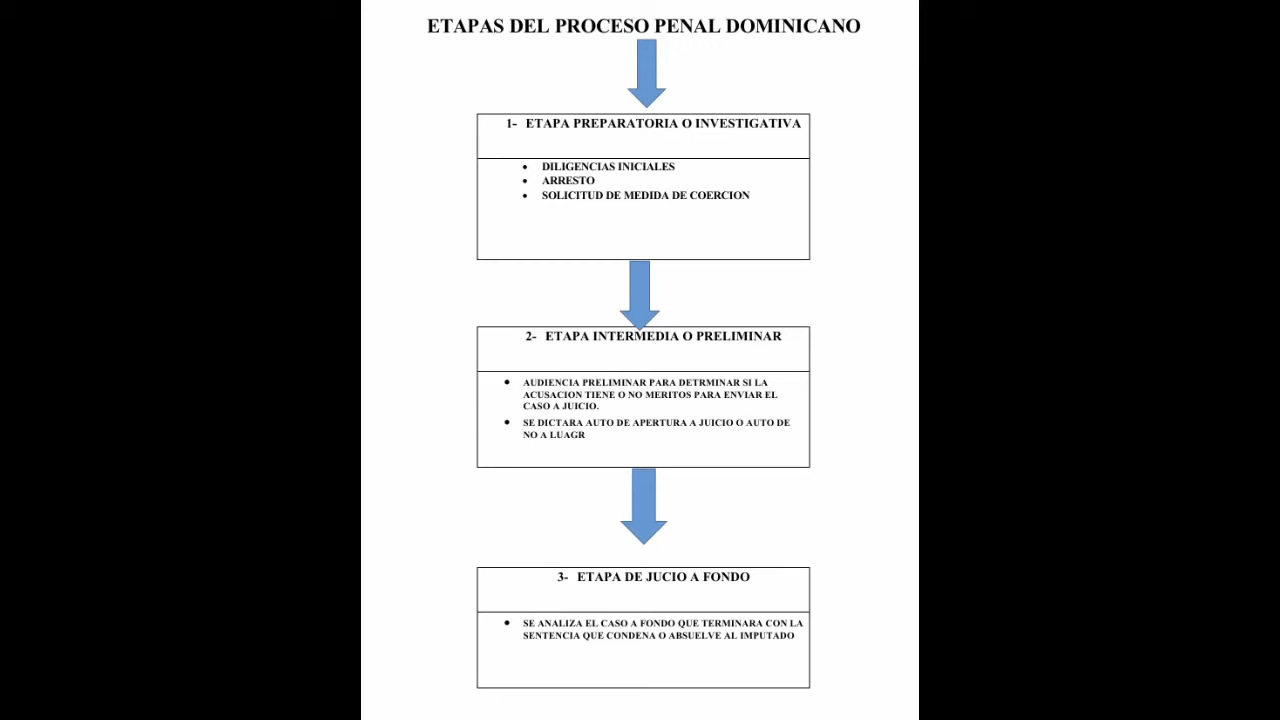 ETAPAS DEL PROCESO PENAL DOMINICANO
1- ETAPA PREPARATORIA O INVESTIGATIVA
• DILIGENCIAS INICIALES
• ARRESTO
• SOLICITUD DE MEDIDA DE COERCION
2- ETAPA INTERMEDIA O PRELIMINAR
• AUDIENCIA PRELIMINAR PARA DETRMINAR SI LA
ACUSACION TIENE O NO MERITOS PARA ENVIAR EL
CASO A JUICIO.
• SE DICTARA AUTO DE APERTURA A JUICIO O AUTO DE
NO A LUAGR
3- ETAPA DE JUCIO A FONDO
• SE ANALIZA EL CASO A FONDO QUE TERMINARA CON LA
SENTENCIA QUE CONDENA O ABSUELVE AL IMPUTADO